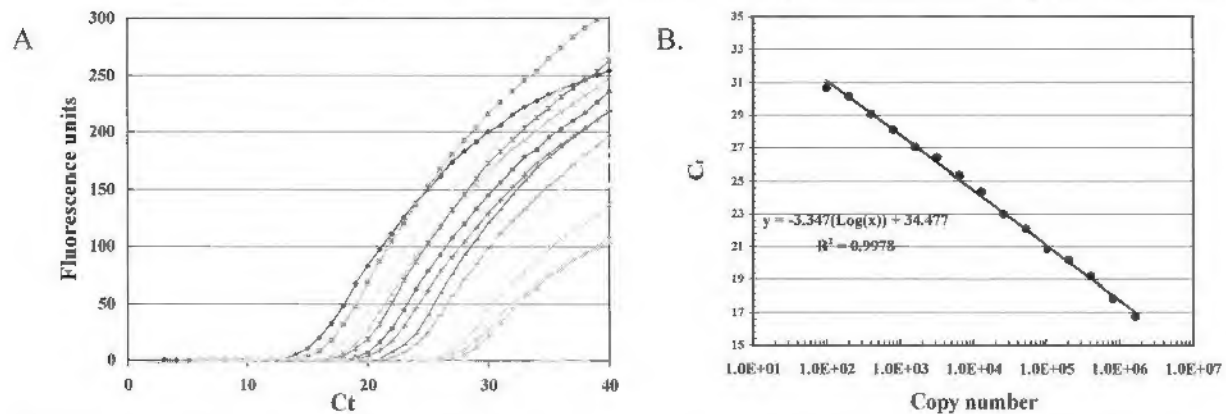 A
300
250
200
150
100
50
0
Fluorescence units
0 10 20 30 40
Ct
B.
35
33
31
29
27
25
23
21
19
17
15
Ct
y = -3.347(Log(x)) + 34.477
R² = 0.9978
1.0E+01 1.0E+02 1.0E+03 1.0E+04 1.0E+05 1.0E+06 1.0E+07
Copy number